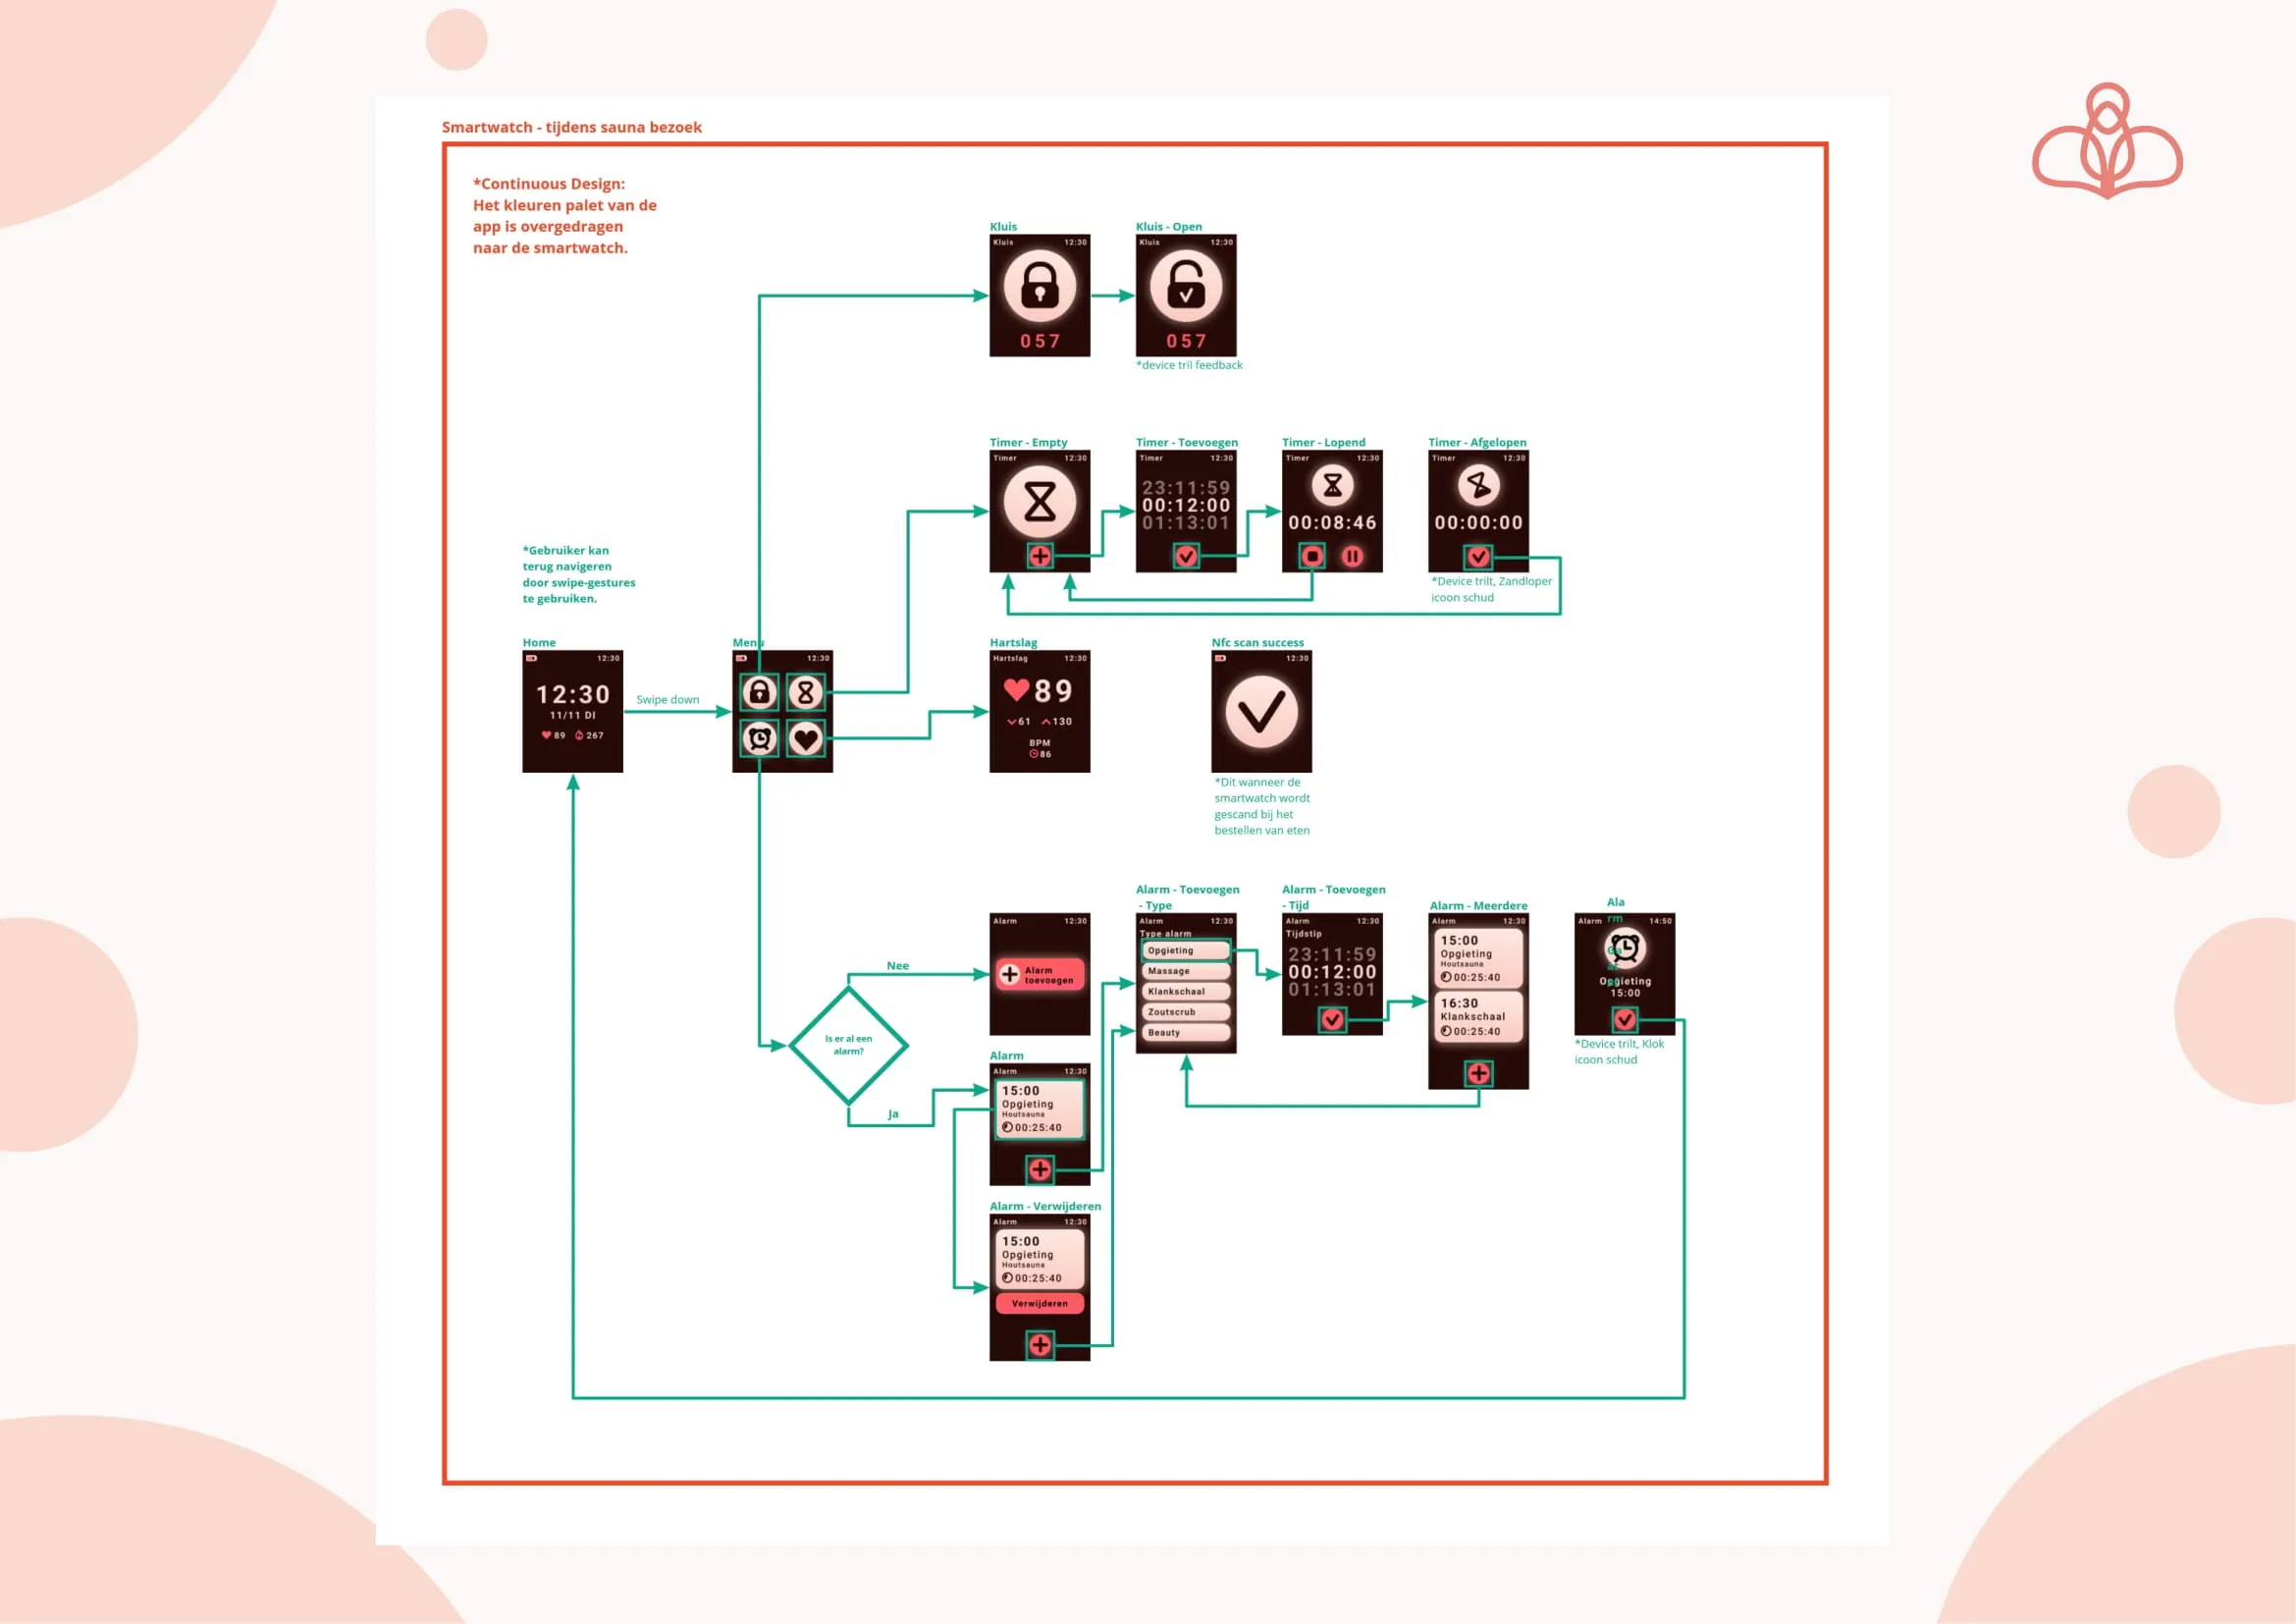 Smartwatch - tijdens sauna bezoek
*Continuous Design:
Het kleuren palet van de
app is overgedragen
naar de smartwatch.
Kluis
Kluis 12:30
057
Kluis - Open
Kluis 12:30
057
*device tril feedback
Timer - Empty
Timer 12:30
Timer - Toevoegen
Timer 12:30
23:11:59
00:12:00
01:13:01
Timer - Lopend
Timer 12:30
00:08:46
Timer - Afgelopen
Timer 12:30
00:00:00
*Device trilt, Zandloper
icoon schud
*Gebruiker kan
terug navigeren
door swipe-gestures
te gebruiken.
Home
12:30
12:30
11/11 DI
89 267
Swipe down
Menu
12:30
Hartslag
Hartslag 12:30
89
61 130
BPM
86
Nfc scan success
12:30
*Dit wanneer de
smartwatch wordt
gescand bij het
bestellen van eten
Is er al een
alarm?
Nee
Ja
Alarm 12:30
Alarm
toevoegen
Alarm
Alarm 12:30
15:00
Opgieting
Houtsauna
00:25:40
Alarm - Verwijderen
Alarm 12:30
15:00
Opgieting
Houtsauna
00:25:40
Verwijderen
Alarm - Toevoegen
- Type
Alarm 12:30
Type alarm
Opgieting
Massage
Klankschaal
Zoutscrub
Beauty
Alarm - Toevoegen
- Tijd
Alarm 12:30
Tijdstip
23:11:59
00:12:00
01:13:01
Alarm - Meerdere
Alarm 12:30
15:00
Opgieting
Houtsauna
00:25:40
16:30
Klankschaal
00:25:40
Ala
rm
Alarm 14:50
Opgieting
15:00
*Device trilt, Klok
icoon schud